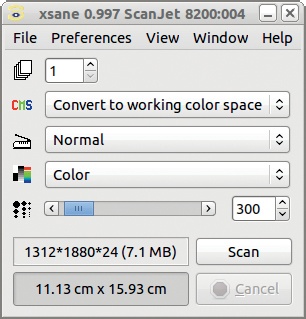 xsane 0.997 ScanJet 8200:004
File Preferences View Window Help
1
CMS Convert to working color space
Normal
Color
300
1312*1880*24 (7.1 MB) Scan
11.13 cm x 15.93 cm Cancel